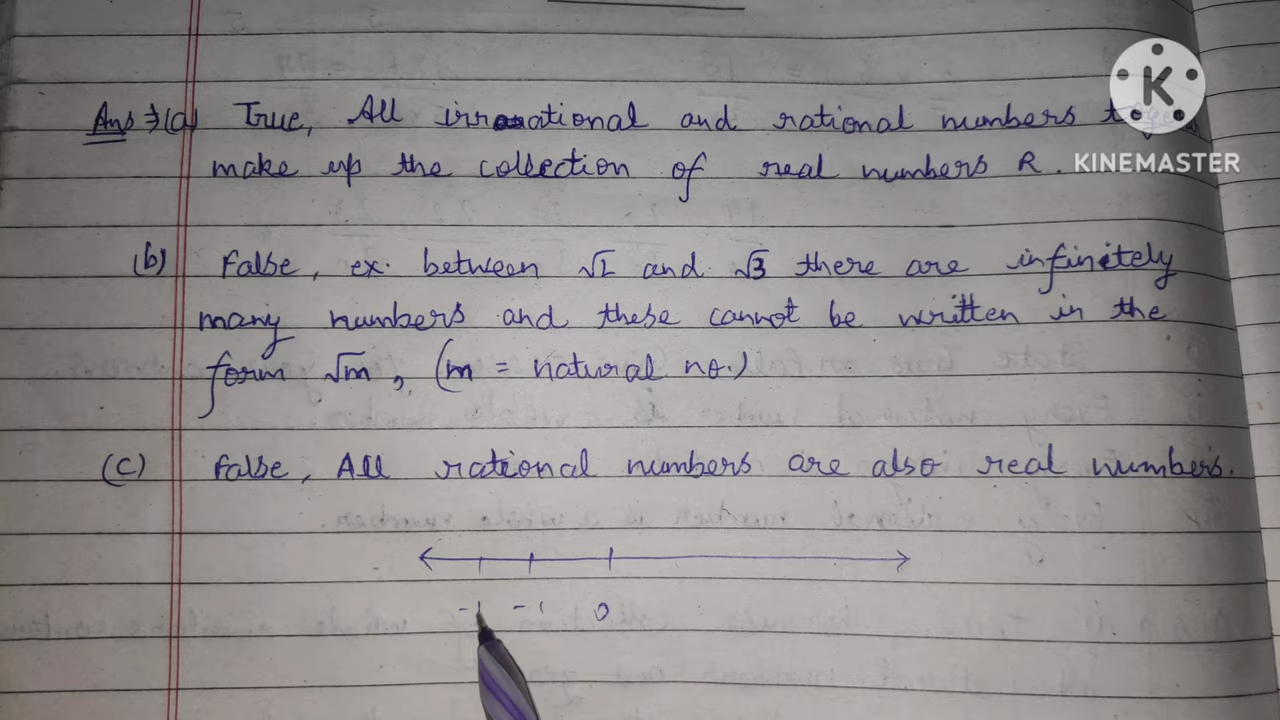 Ans → (a) True, All irrational and rational numbers
KINEMASTER
make up the collection of real numbers R.
(b) False, ex. between √2 and √3 there are infinitely
many numbers and these cannot be written in the
form √m, (m = natural no.)
(c) False, All rational numbers are also real numbers.
-1 0